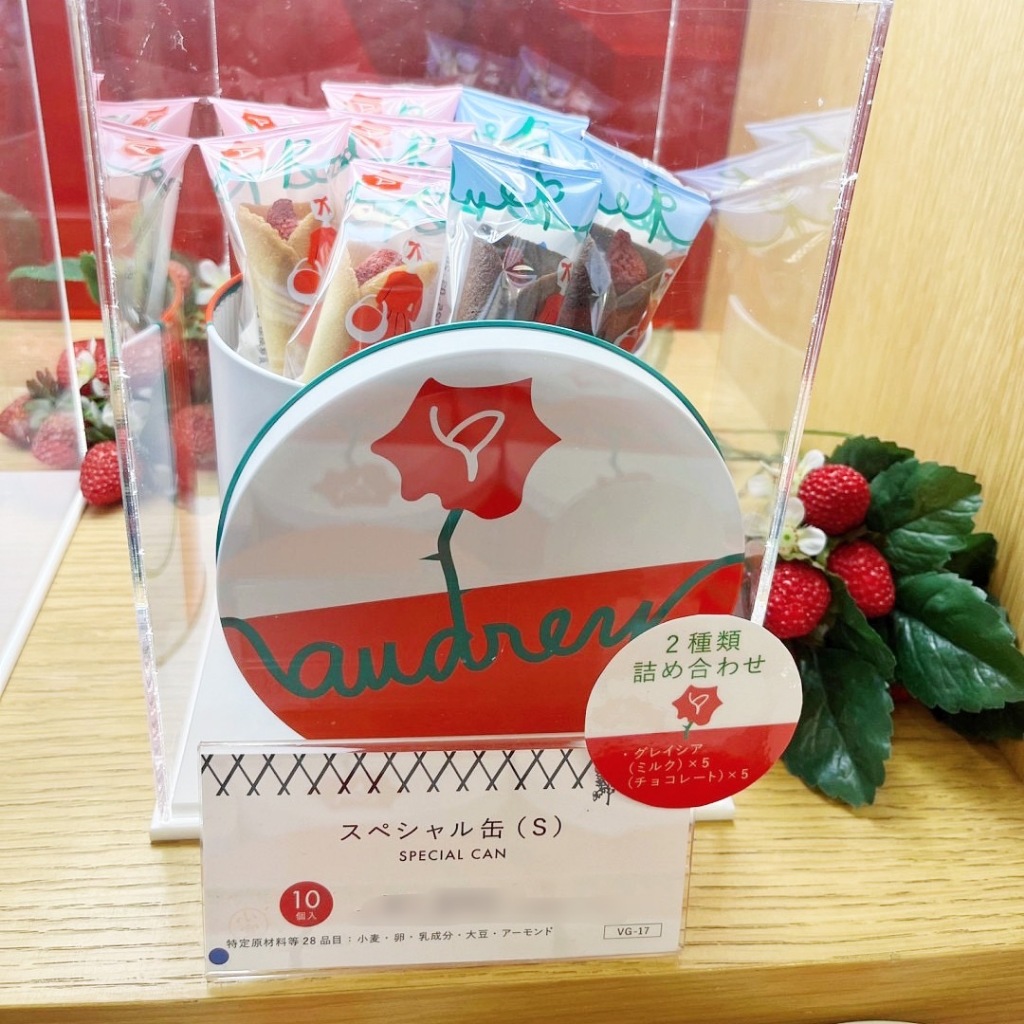 audrey
2種類
詰め合わせ
・グレイシア
(ミルク)×5
(チョコレート)×5
スペシャル缶(S)
SPECIAL CAN
10
個入
特定原材料等28品目:小麦・卵・乳成分・大豆・アーモンド
VG-17